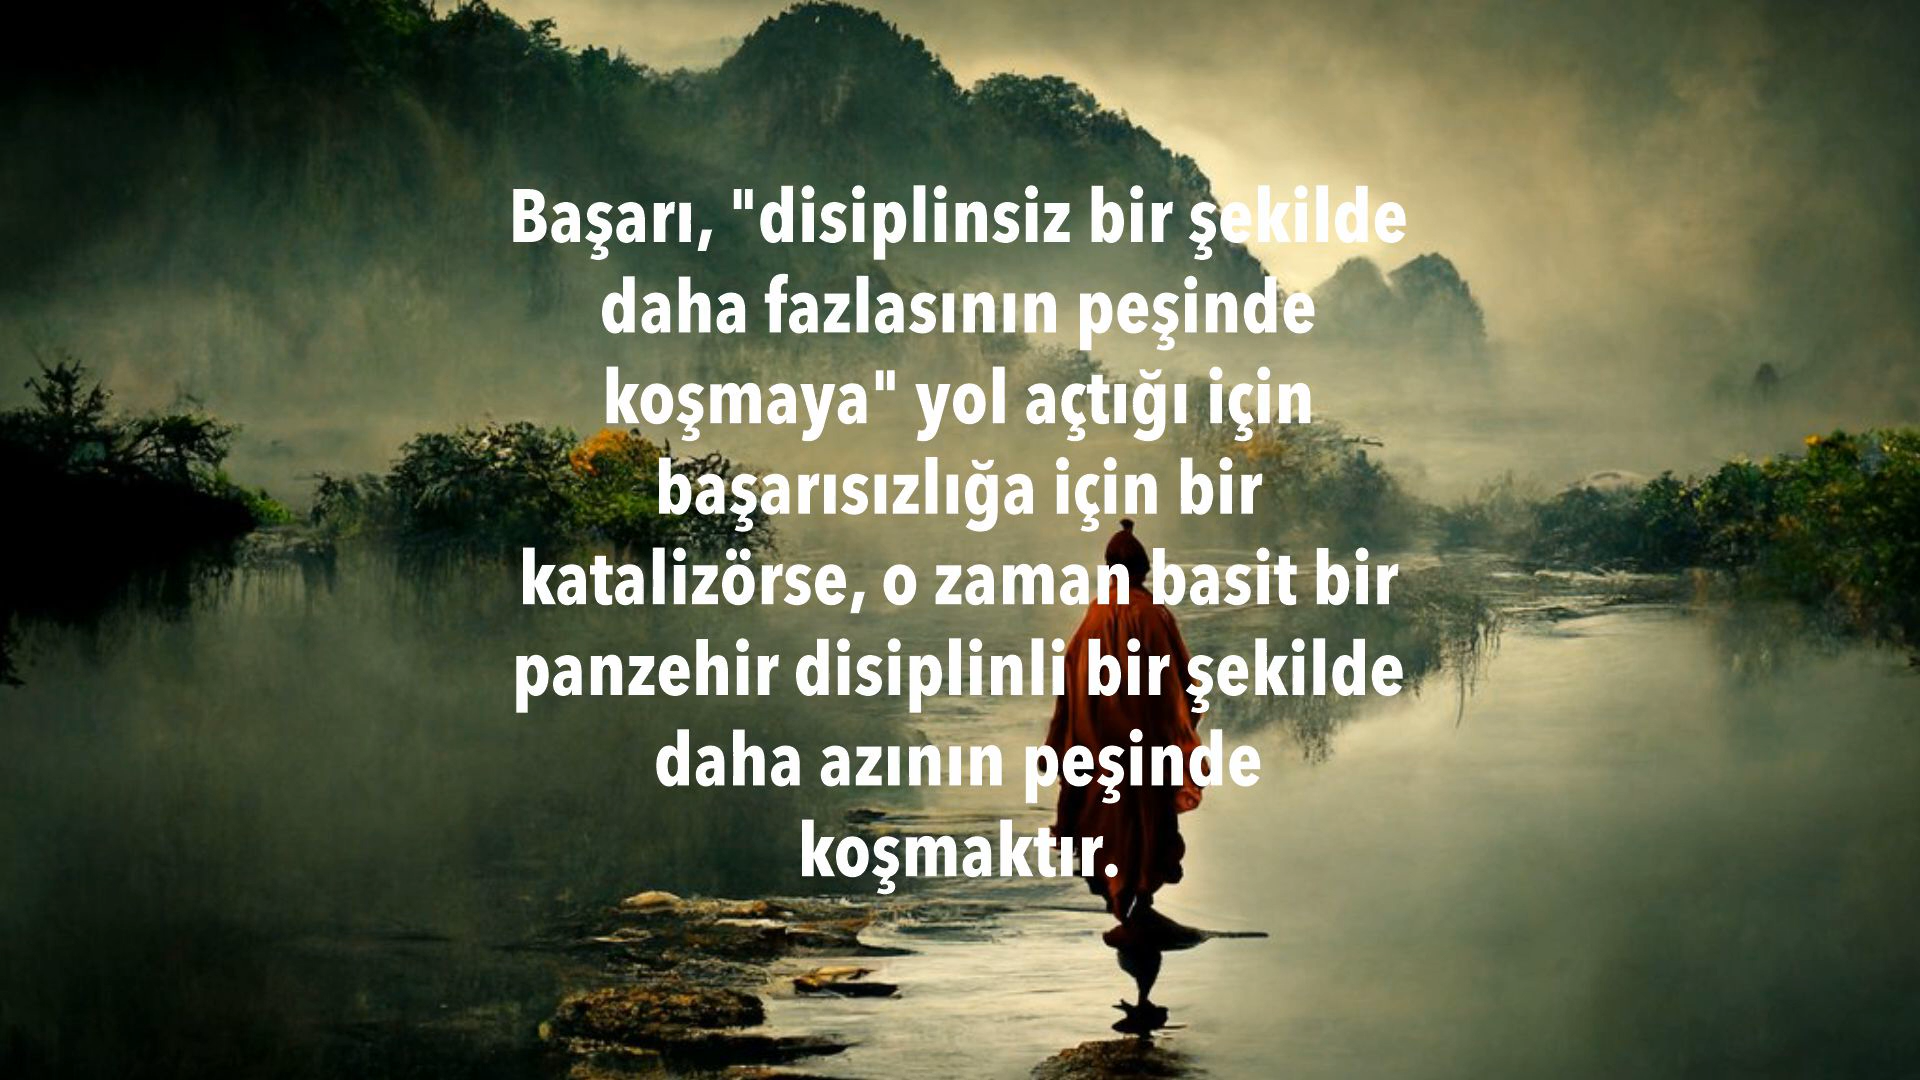 Başarı, "disiplinsiz bir şekilde
daha fazlasının peşinde
koşmaya" yol açtığı için
başarısızlığa için bir
katalizörse, o zaman basit bir
panzehir disiplinli bir şekilde
daha azının peşinde
koşmaktır.